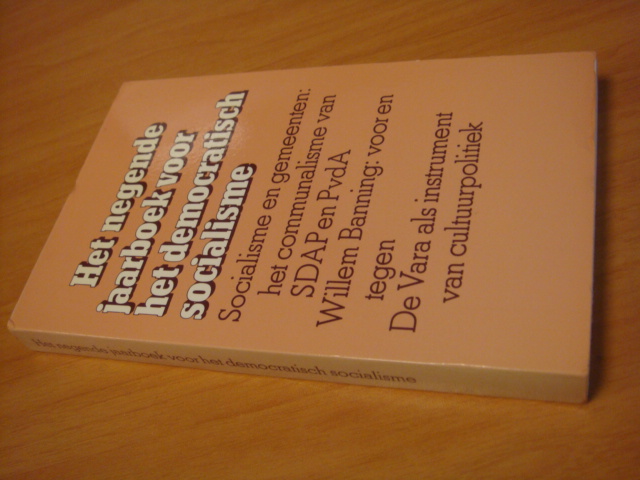 Het negende
jaarboek voor
het democratisch
socialisme
Socialisme en gemeenten:
het communalisme van
SDAP en PvdA
Willem Banning: voor en
tegen
De Vara als instrument
van cultuurpolitiek
Het negende jaarboek voor het democratisch socialisme